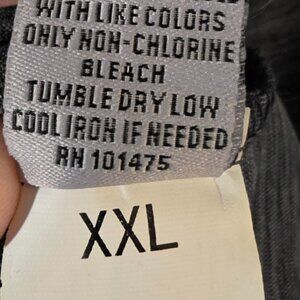 WITH LIKE COLORS
ONLY NON-CHLORINE
BLEACH
TUMBLE DRY LOW
COOL IRON IF NEEDED
RN 101475
XXL